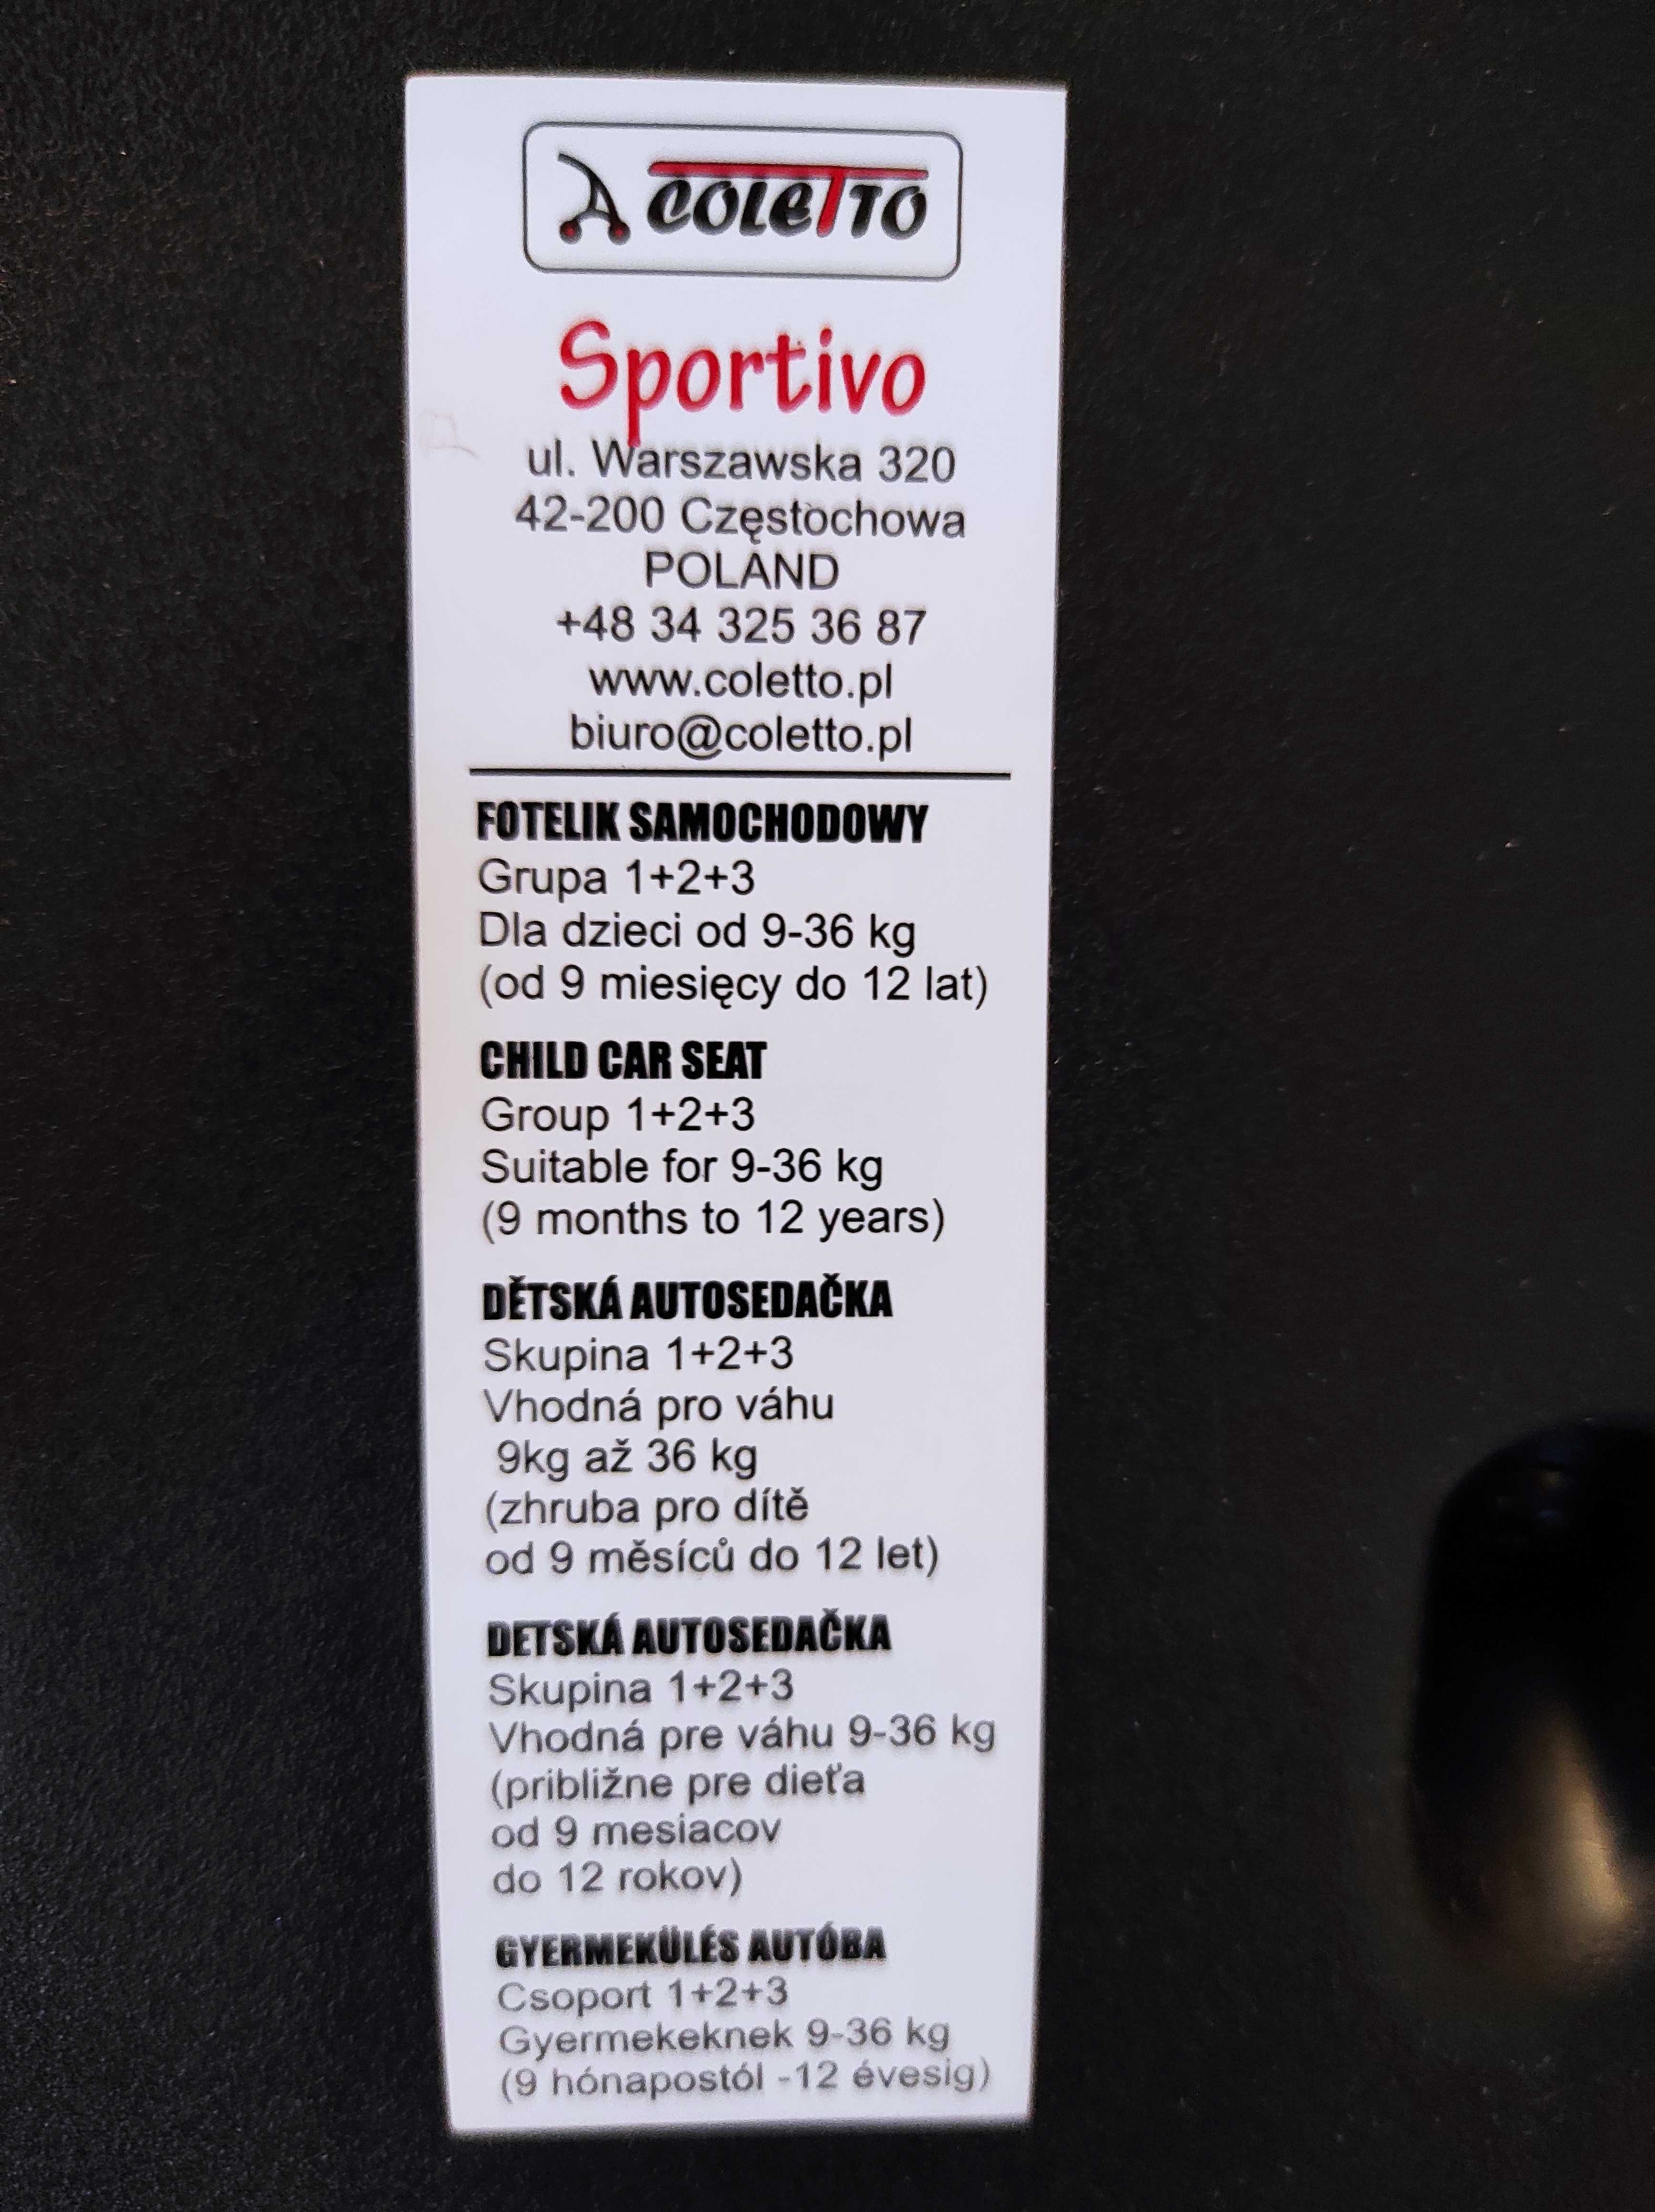 COLETTO
Sportivo
ul. Warszawska 320
42-200 Częstochowa
POLAND
+48 34 325 36 87
www.coletto.pl
biuro@coletto.pl
FOTELIK SAMOCHODOWY
Grupa 1+2+3
Dla dzieci od 9-36 kg
(od 9 miesięcy do 12 lat)
CHILD CAR SEAT
Group 1+2+3
Suitable for 9-36 kg
(9 months to 12 years)
DĚTSKÁ AUTOSEDAČKA
Skupina 1+2+3
Vhodná pro váhu
9kg až 36 kg
(zhruba pro dítě
od 9 měsíců do 12 let)
DETSKÁ AUTOSEDAČKA
Skupina 1+2+3
Vhodná pre váhu 9-36 kg
(približne pre dieťa
od 9 mesiacov
do 12 rokov)
GYERMEKÜLÉS AUTÓBA
Csoport 1+2+3
Gyermekeknek 9-36 kg
(9 hónapostól -12 évesig)